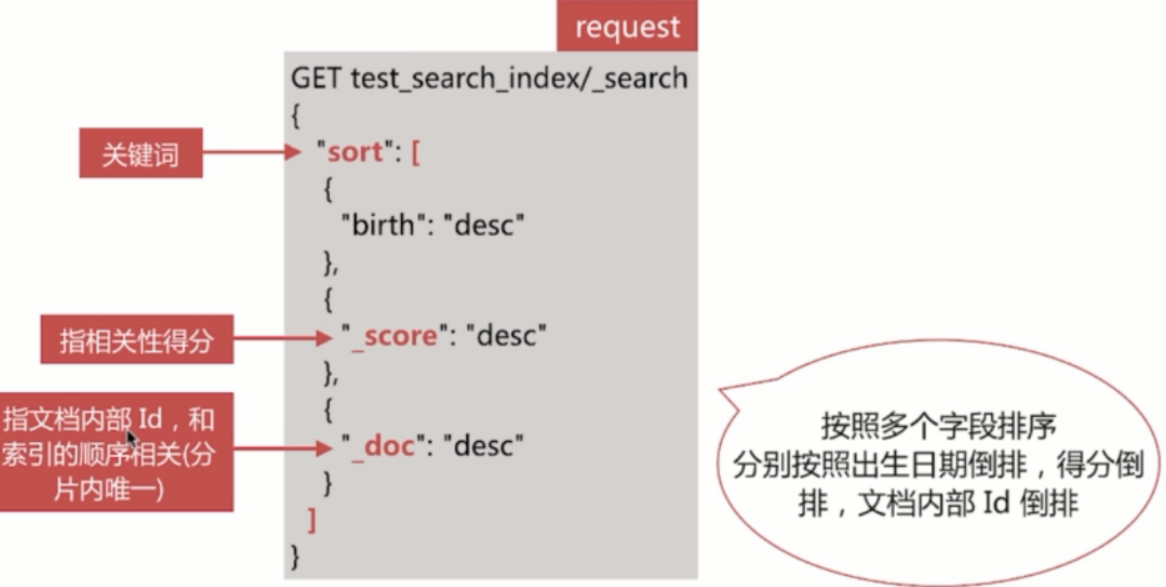 request
GET test_search_index/_search
{
关键词
"sort": [
{
"birth": "desc"
},
{
指相关性得分
"_score": "desc"
},
{
指文档内部 Id，和
索引的顺序相关(分
片内唯一)
"_doc": "desc"
}
]
}
按照多个字段排序
分别按照出生日期倒排，得分倒
排，文档内部 Id 倒排